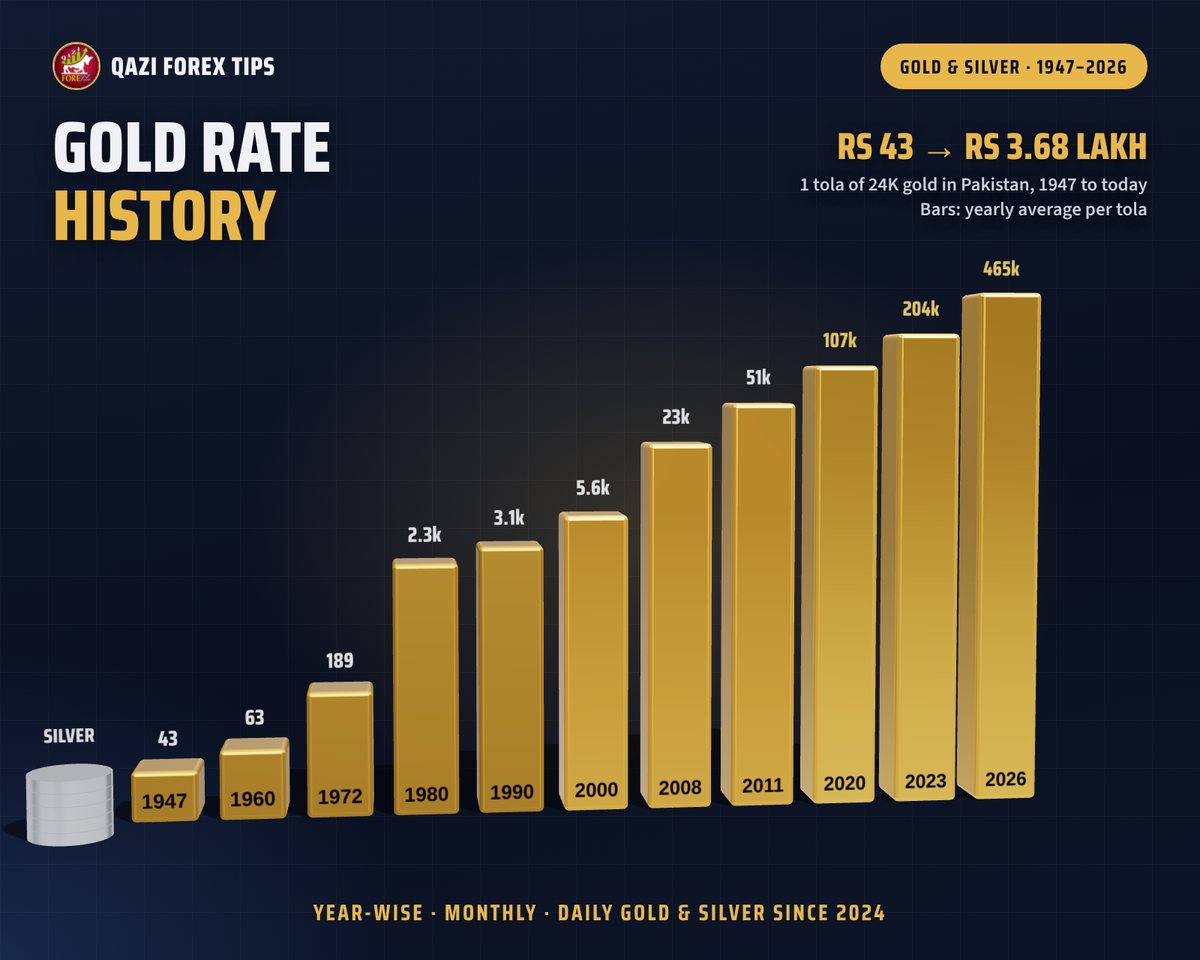 QAZI FOREX TIPS
GOLD & SILVER · 1947–2026
GOLD RATE
HISTORY
RS 43 → RS 3.68 LAKH
1 tola of 24K gold in Pakistan, 1947 to today
Bars: yearly average per tola
465k
204k
107k
51k
23k
5.6k
3.1k
2.3k
189
63
43
SILVER
1947
1960
1972
1980
1990
2000
2008
2011
2020
2023
2026
YEAR-WISE · MONTHLY · DAILY GOLD & SILVER SINCE 2024